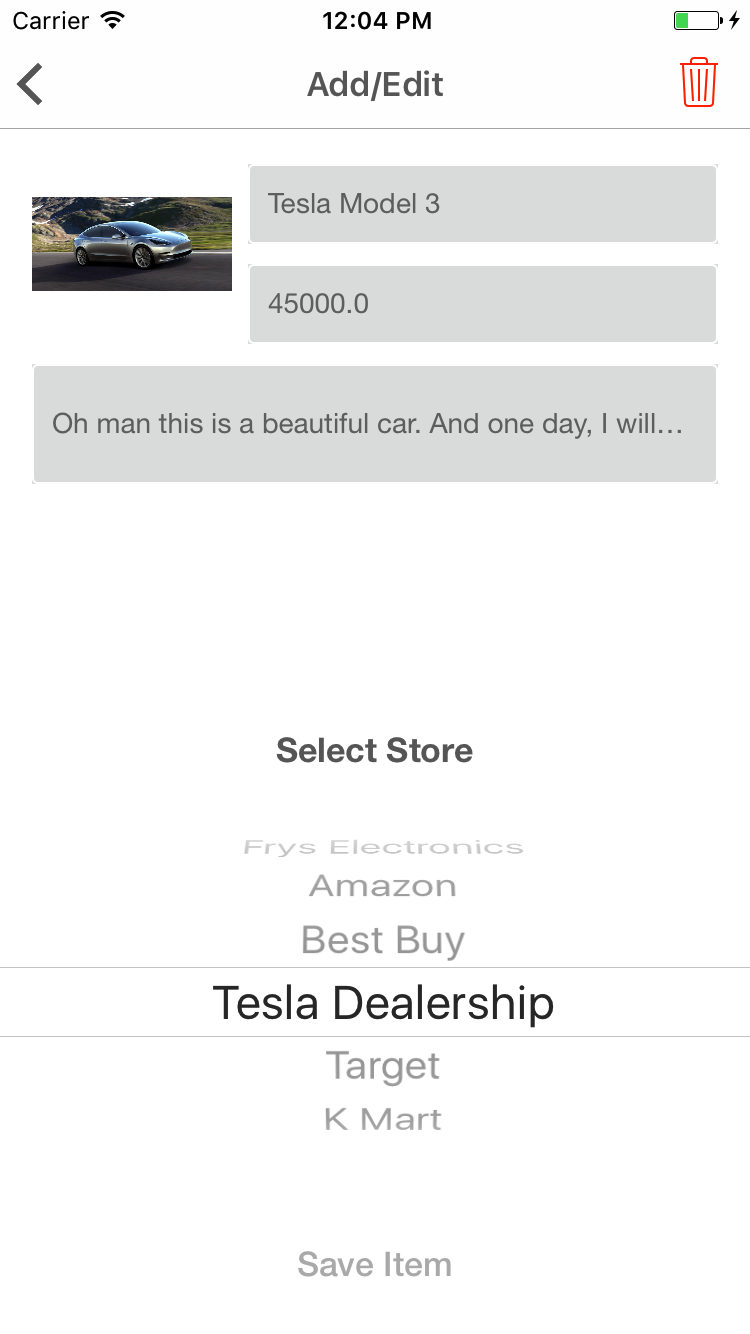 Carrier 12:04 PM
Add/Edit
Tesla Model 3
45000.0
Oh man this is a beautiful car. And one day, I will…
Select Store
Frys Electronics
Amazon
Best Buy
Tesla Dealership
Target
K Mart
Save Item